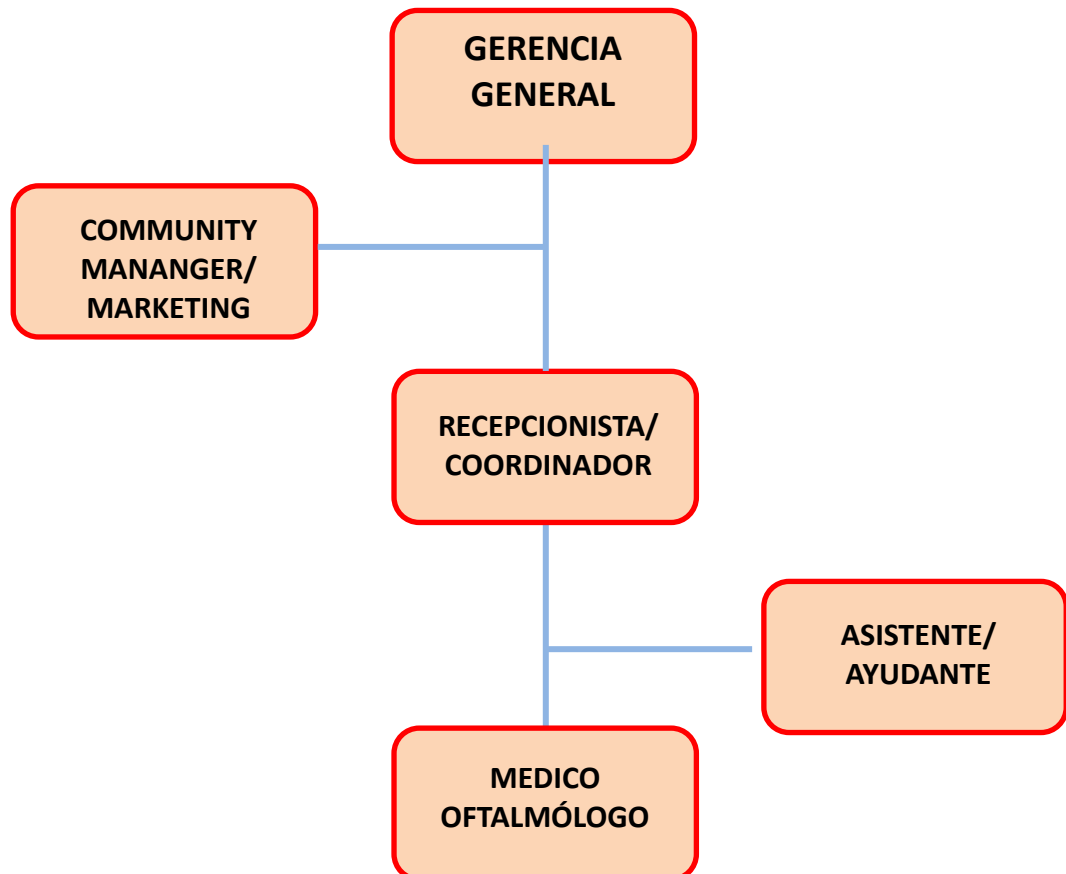 GERENCIA
GENERAL
COMMUNITY
MANANGER/
MARKETING
RECEPCIONISTA/
COORDINADOR
ASISTENTE/
AYUDANTE
MEDICO
OFTALMÓLOGO